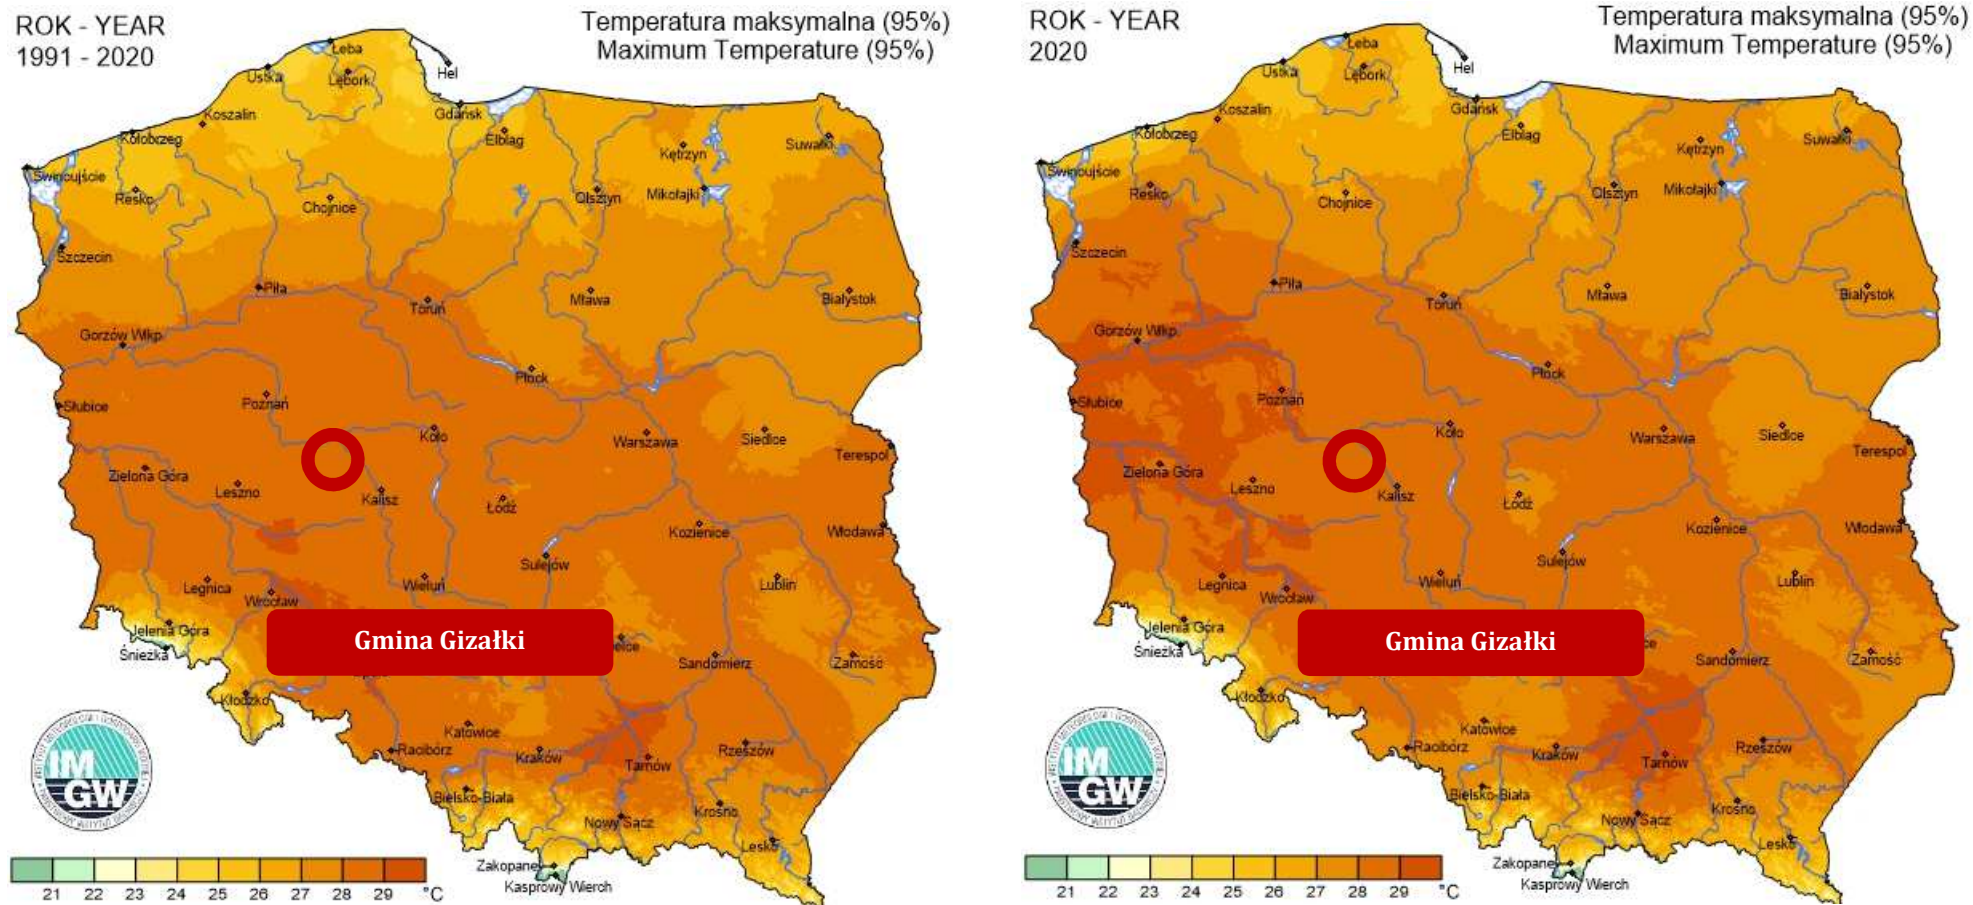 ROK - YEAR
1991 - 2020
Temperatura maksymalna (95%)
Maximum Temperature (95%)
Łeba
Hel
Ustka
Lębork
Koszalin
Gdańsk
Kołobrzeg
Elbląg
Suwałki
Kętrzyn
Świnoujście
Resko
Chojnice
Olsztyn
Mikołajki
Szczecin
Piła
Toruń
Mława
Białystok
Gorzów Wlkp.
Płock
Słubice
Poznań
Koło
Warszawa
Siedlce
Terespol
Zielona Góra
Leszno
Kalisz
Łódź
Kozienice
Włodawa
Sulejów
Legnica
Wrocław
Wieluń
Lublin
Jelenia Góra
Śnieżka
Gmina Gizałki
elce
Sandomierz
Zamość
Kłodzko
Katowice
Racibórz
Kraków
Tarnów
Rzeszów
Bielsko-Biała
Nowy Sącz
Krosno
Lesko
Zakopane
Kasprowy Wierch
IM
GW
21 22 23 24 25 26 27 28 29 °C
ROK - YEAR
2020
Temperatura maksymalna (95%)
Maximum Temperature (95%)
Łeba
Hel
Ustka
Lębork
Koszalin
Gdańsk
Kołobrzeg
Elbląg
Suwałki
Kętrzyn
Świnoujście
Resko
Chojnice
Olsztyn
Mikołajki
Szczecin
Piła
Toruń
Mława
Białystok
Gorzów Wlkp.
Płock
Słubice
Poznań
Koło
Warszawa
Siedlce
Terespol
Zielona Góra
Leszno
Kalisz
Łódź
Kozienice
Włodawa
Sulejów
Legnica
Wrocław
Wieluń
Lublin
Jelenia Góra
Śnieżka
Gmina Gizałki
ce
Sandomierz
Zamość
Kłodzko
Katowice
Racibórz
Kraków
Tarnów
Rzeszów
Bielsko-Biała
Nowy Sącz
Krosno
Lesko
Zakopane
Kasprowy Wierch
IM
GW
21 22 23 24 25 26 27 28 29 °C